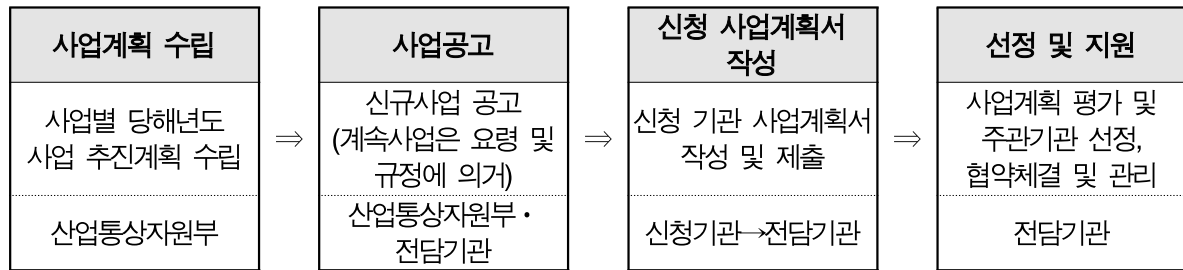 사업계획 수립
사업별 당해년도
사업 추진계획 수립
산업통상자원부
⇒
사업공고
신규사업 공고
(계속사업은 요령 및
규정에 의거)
산업통상자원부・
전담기관
⇒
신청 사업계획서
작성
신청 기관 사업계획서
작성 및 제출
신청기관→전담기관
⇒
선정 및 지원
사업계획 평가 및
주관기관 선정,
협약체결 및 관리
전담기관